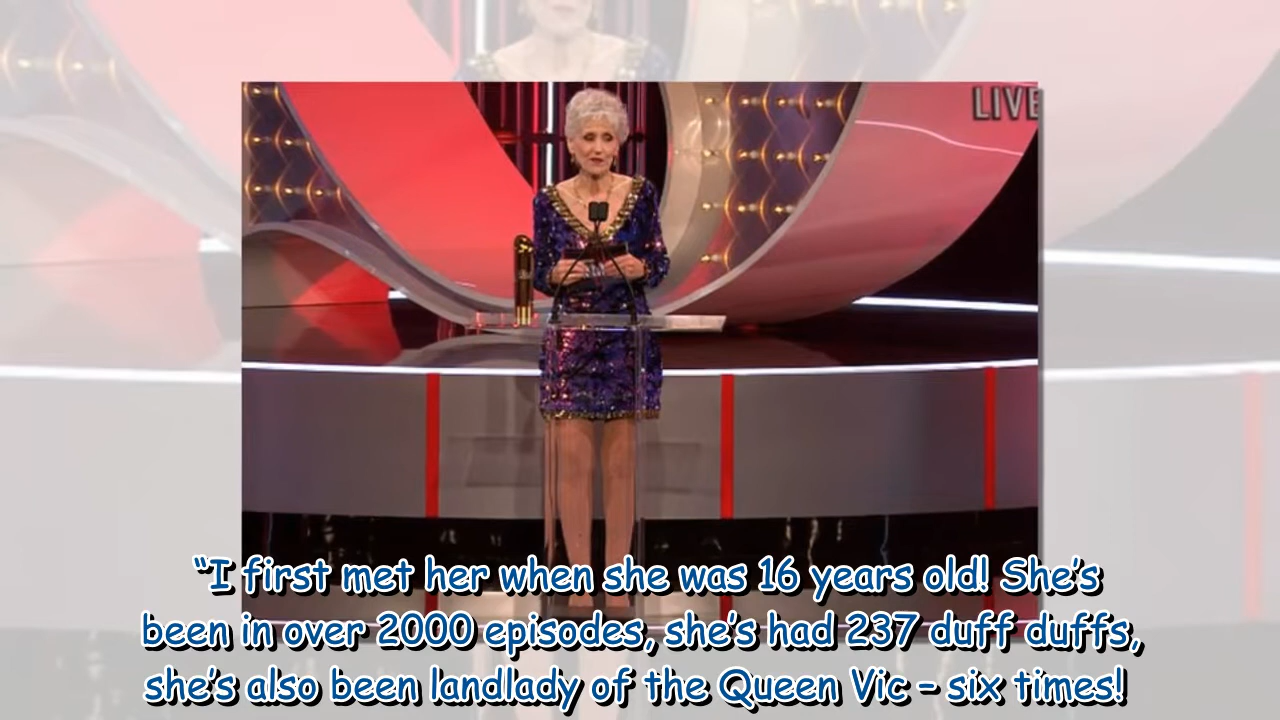 LIVE
“I first met her when she was 16 years old! She’s
been in over 2000 episodes, she’s had 237 duff duffs,
she’s also been landlady of the Queen Vic – six times!